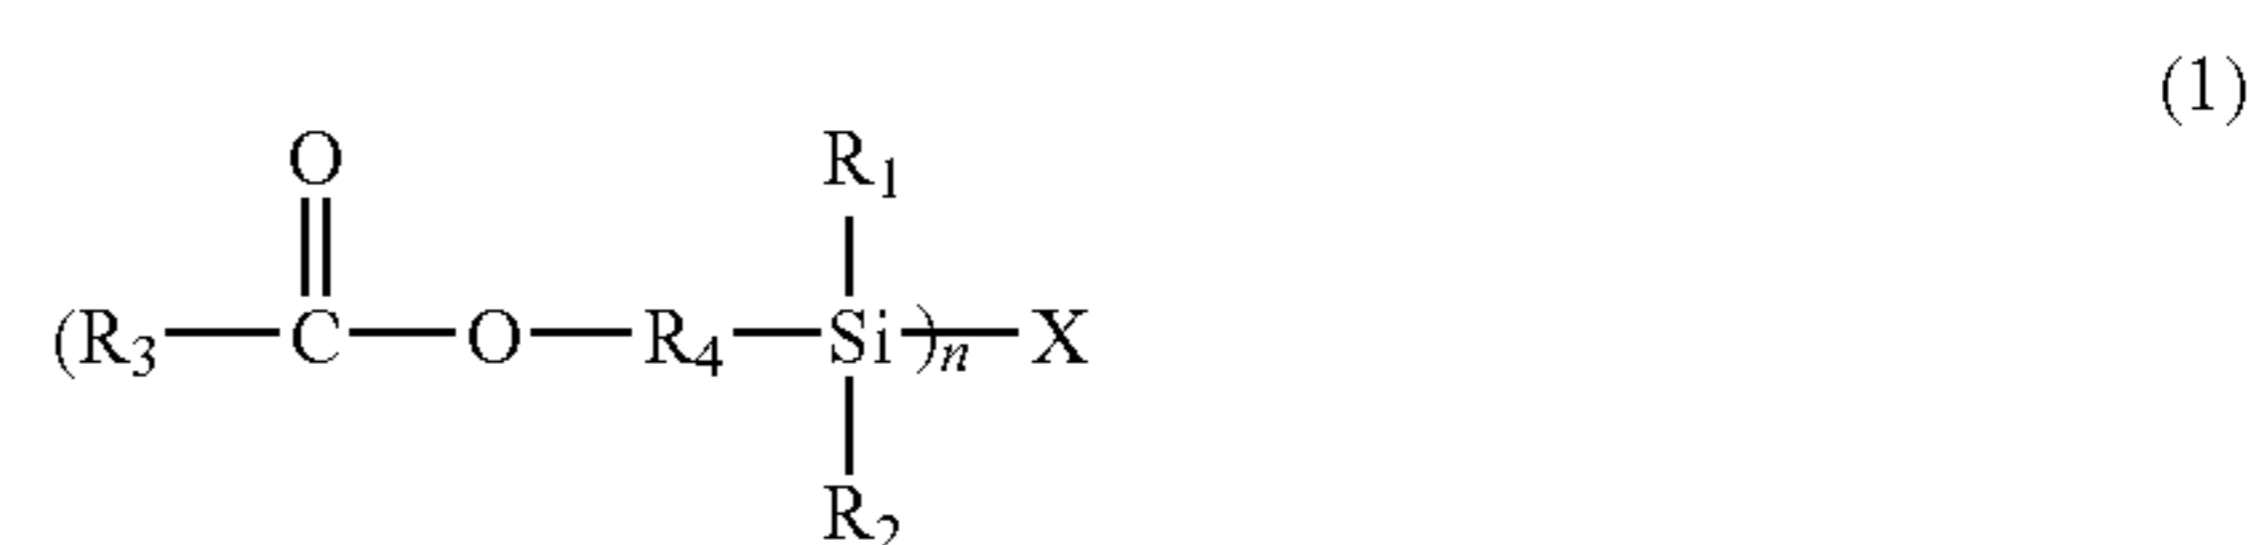 (1)
O R₁
(R₃—C—O—R₄—Si)ₙ—X
R₂